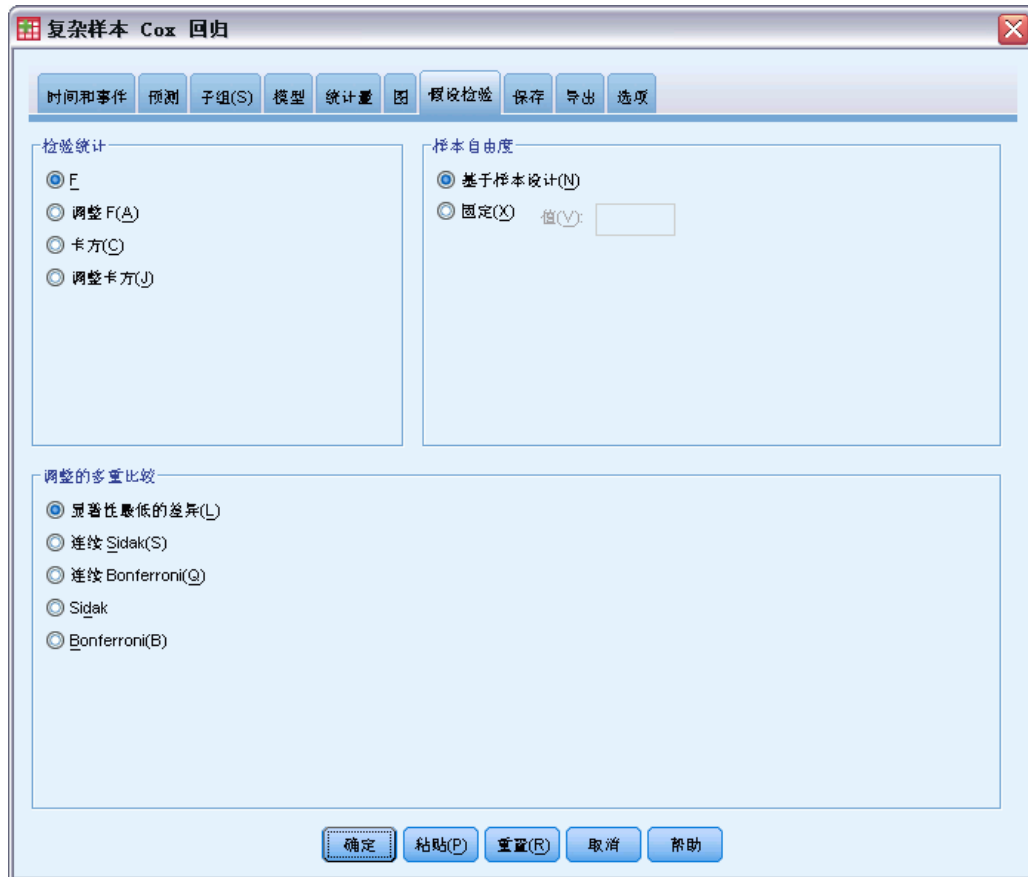 复杂样本 Cox 回归
时间和事件 预测 子组(S) 模型 统计量 图 假设检验 保存 导出 选项
检验统计
F
调整 F(A)
卡方(C)
调整卡方(J)
样本自由度
基于样本设计(N)
固定(X) 值(V):
调整的多重比较
显著性最低的差异(L)
连续 Sidak(S)
连续 Bonferroni(Q)
Sidak
Bonferroni(B)
确定 粘贴(P) 重置(R) 取消 帮助